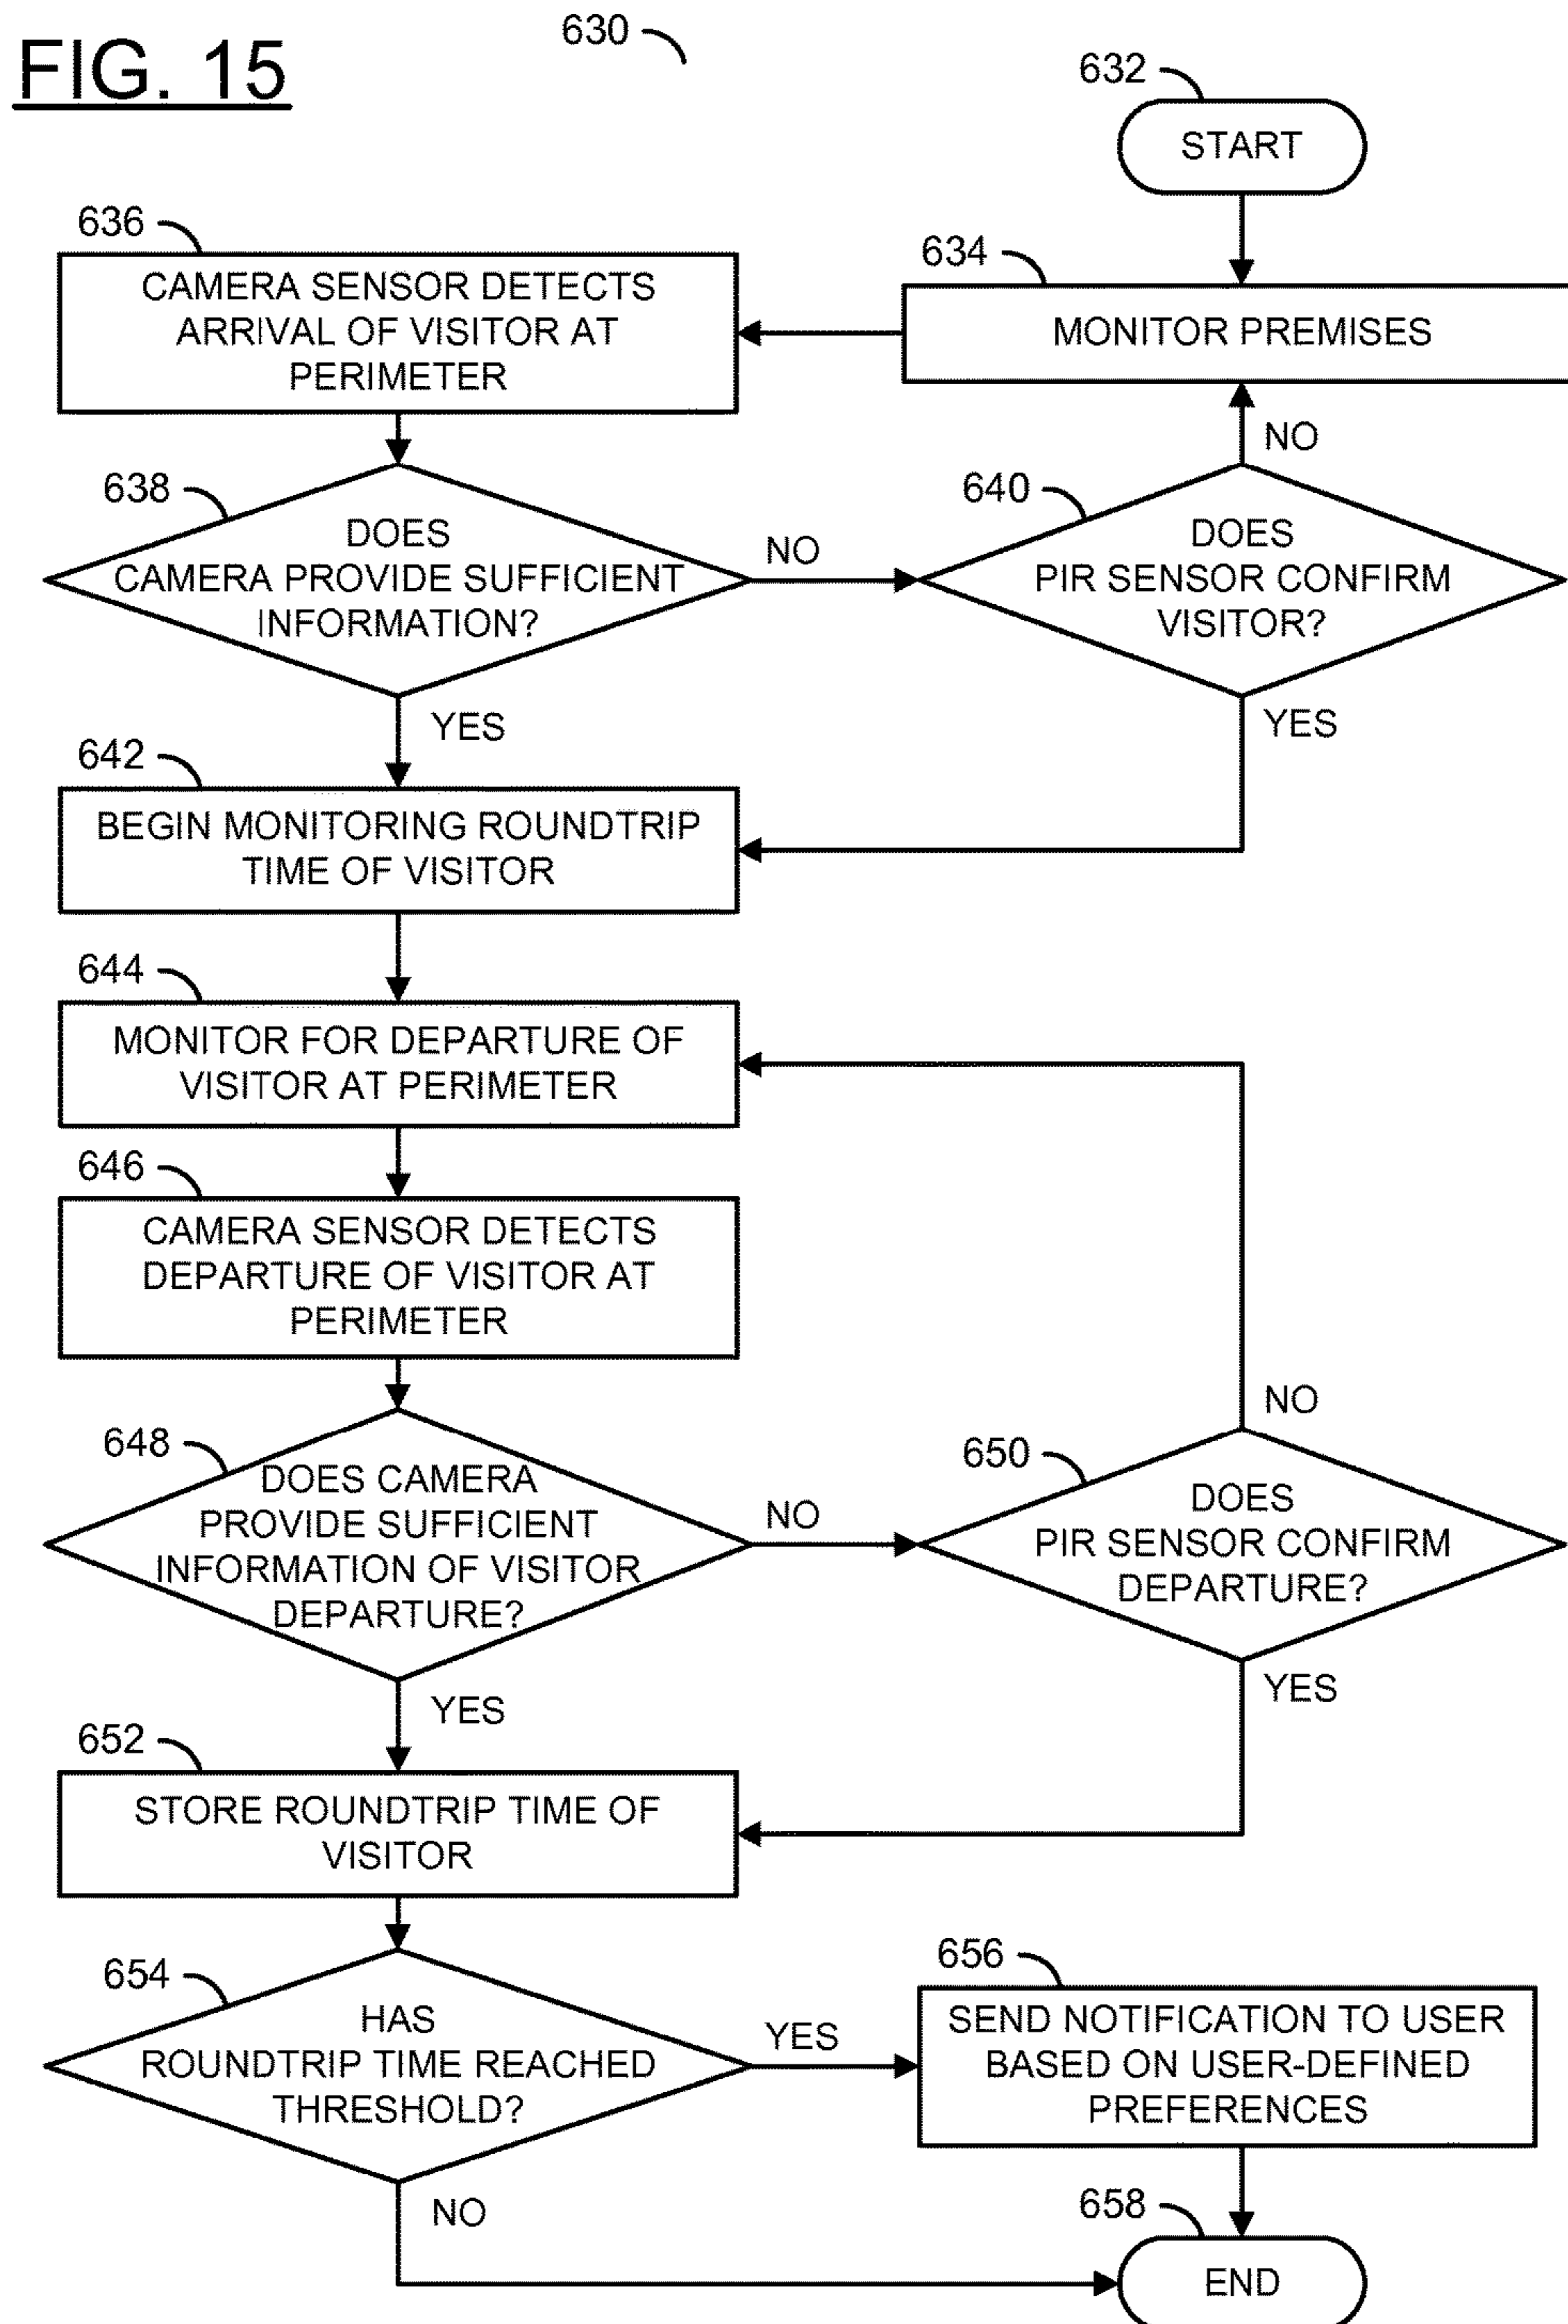 FIG. 15
630
632
START
636
CAMERA SENSOR DETECTS
ARRIVAL OF VISITOR AT
PERIMETER
634
MONITOR PREMISES
NO
638
DOES
CAMERA PROVIDE SUFFICIENT
INFORMATION?
NO
640
DOES
PIR SENSOR CONFIRM
VISITOR?
YES
YES
642
BEGIN MONITORING ROUNDTRIP
TIME OF VISITOR
644
MONITOR FOR DEPARTURE OF
VISITOR AT PERIMETER
646
CAMERA SENSOR DETECTS
DEPARTURE OF VISITOR AT
PERIMETER
NO
648
DOES CAMERA
PROVIDE SUFFICIENT
INFORMATION OF VISITOR
DEPARTURE?
NO
650
DOES
PIR SENSOR CONFIRM
DEPARTURE?
YES
YES
652
STORE ROUNDTRIP TIME OF
VISITOR
654
HAS
ROUNDTRIP TIME REACHED
THRESHOLD?
YES
656
SEND NOTIFICATION TO USER
BASED ON USER-DEFINED
PREFERENCES
NO
658
END